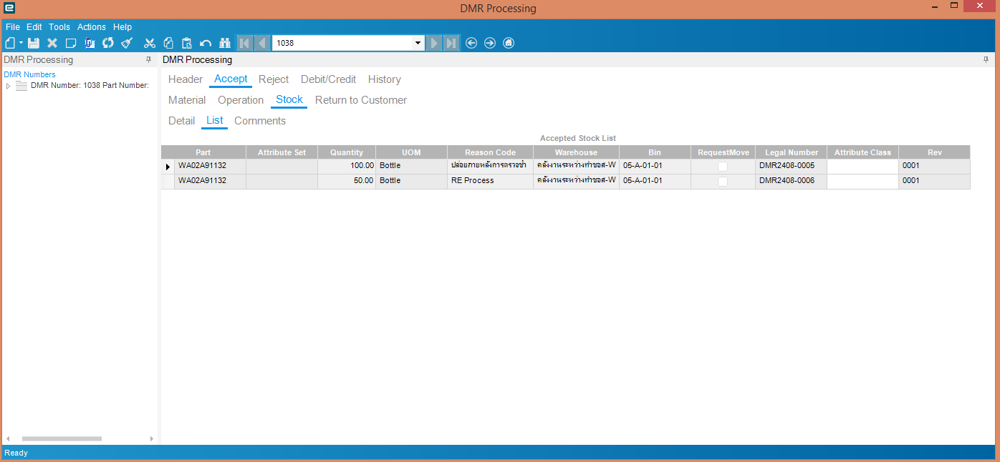 DMR Processing
File Edit Tools Actions Help
1038
DMR Processing
DMR Numbers
DMR Number: 1038 Part Number:
DMR Processing
Header Accept Reject Debit/Credit History
Material Operation Stock Return to Customer
Detail List Comments
Accepted Stock List
Part Attribute Set Quantity UOM Reason Code Warehouse Bin RequestMove Legal Number Attribute Class Rev
WA02A91132 100.00 Bottle ปล่อยภายหลังการตรวจซ้ำ คลังงานระหว่างทำซอส-W 05-A-01-01 DMR2408-0005 0001
WA02A91132 50.00 Bottle RE Process คลังงานระหว่างทำซอส-W 05-A-01-01 DMR2408-0006 0001
Ready